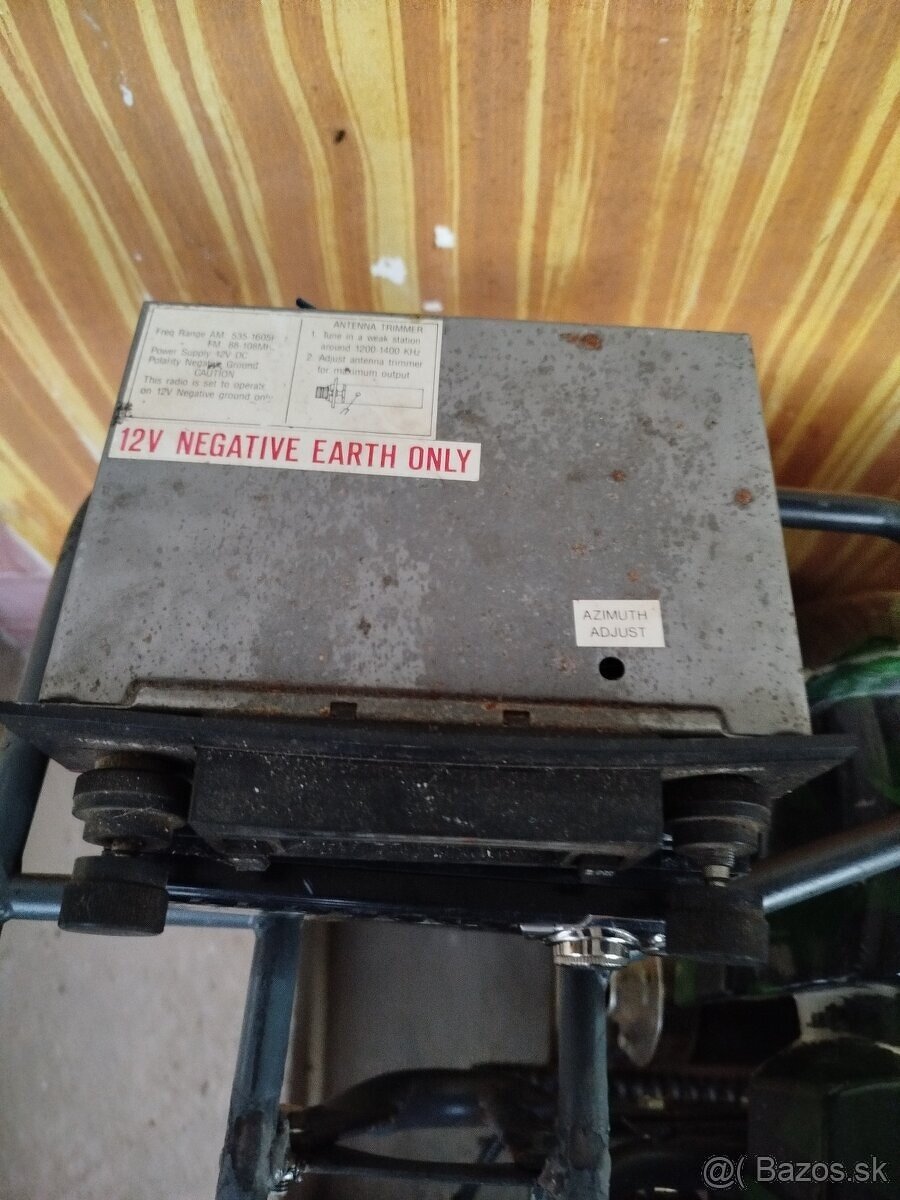 Freq Range AM: 535-1605
FM 88-108
Power Supply 12V DC
Polarity Negative Ground
CAUTION
This radio is set to operate
on 12V Negative ground only
ANTENNA TRIMMER
1. Tune in a weak station
around 1200 1400 KHz
2. Adjust antenna trimmer
for maximum output
12V NEGATIVE EARTH ONLY
AZIMUTH
ADJUST
@( Bazos.sk